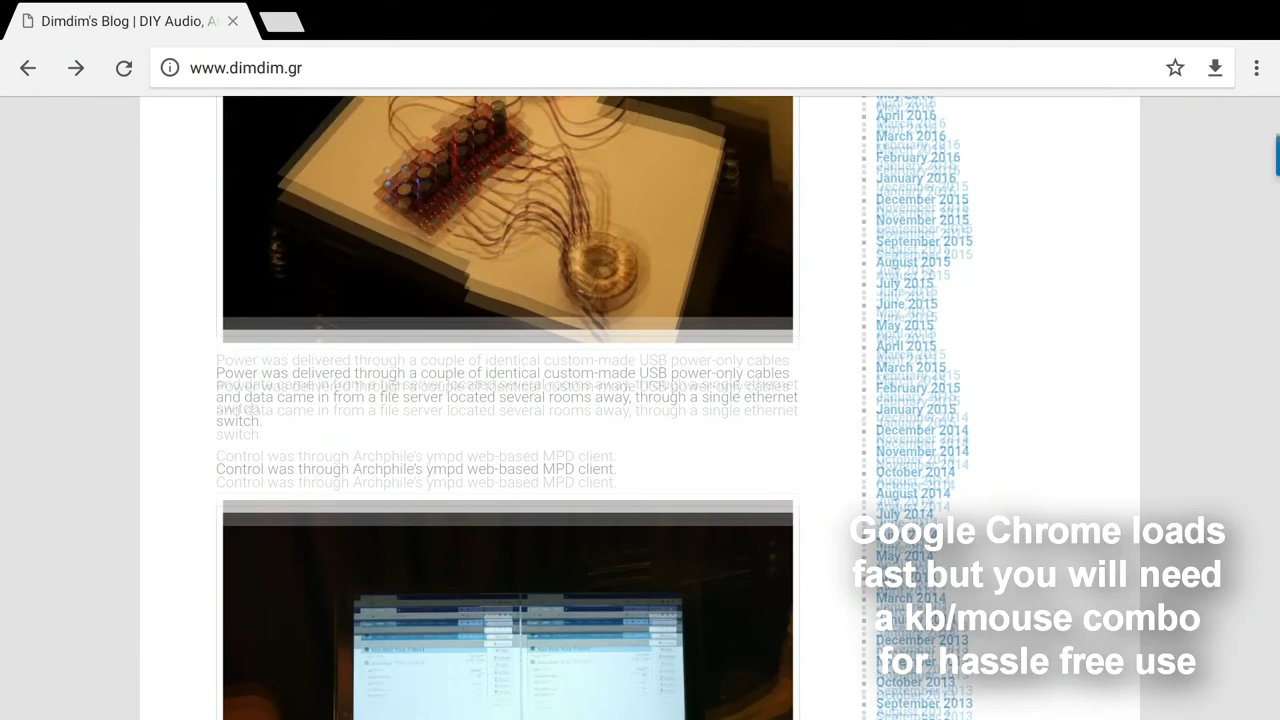 Dimdim's Blog | DIY Audio, A
www.dimdim.gr
April 2016
March 2016
February 2016
January 2016
December 2015
November 2015
September 2015
August 2015
July 2015
June 2015
May 2015
April 2015
March 2015
February 2015
January 2015
December 2014
November 2014
October 2014
August 2014
July 2014
May 2014
March 2014
December 2013
October 2013
September 2013
Power was delivered through a couple of identical custom-made USB power-only cables
and data came in from a file server located several rooms away, through a single ethernet
switch.
Control was through Archphile's ympd web-based MPD client.
Google Chrome loads
fast but you will need
a kb/mouse combo
for hassle free use